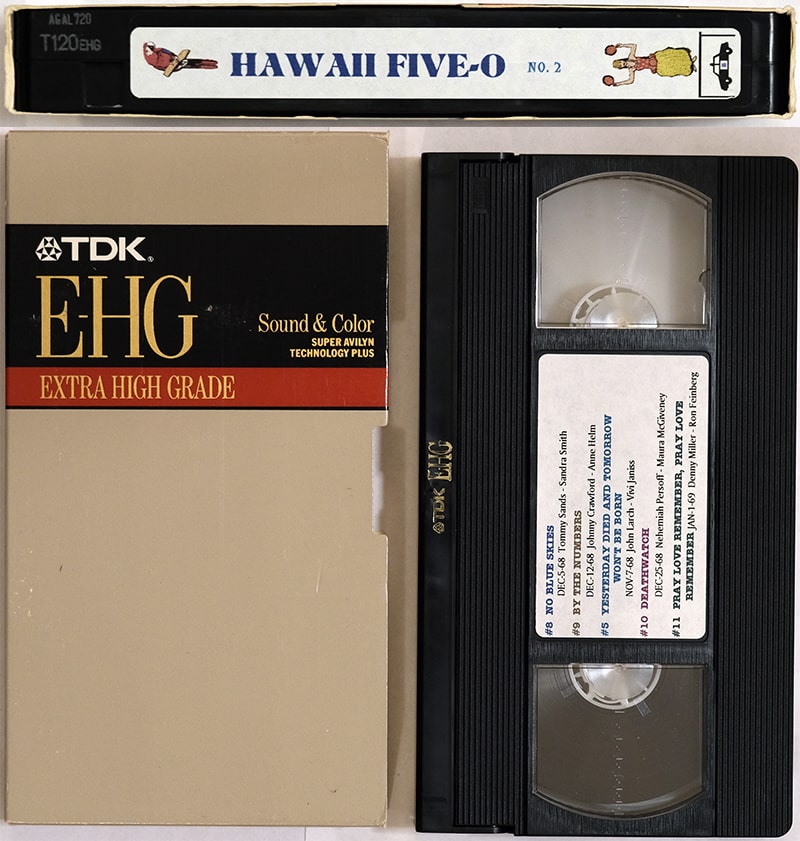 AGAL720
T120EHG
HAWAII FIVE-O NO. 2
TDK®
E-HG
Sound & Color
SUPER AVILYN
TECHNOLOGY PLUS
EXTRA HIGH GRADE
TDK EHG
#8 NO BLUE SKIES
DEC-5-68 Tommy Sands - Sandra Smith
#9 BY THE NUMBERS
DEC-12-68 Johnny Crawford - Anne Helm
#5 YESTERDAY DIED AND TOMORROW
WON'T BE BORN
NOV-7-68 John Larch - Vivi Janiss
#10 DEATHWATCH
DEC-25-68 Nehemiah Persoff - Maura McGiveney
#11 PRAY LOVE REMEMBER, PRAY LOVE
REMEMBER JAN-1-69 Denny Miller - Ron Feinberg